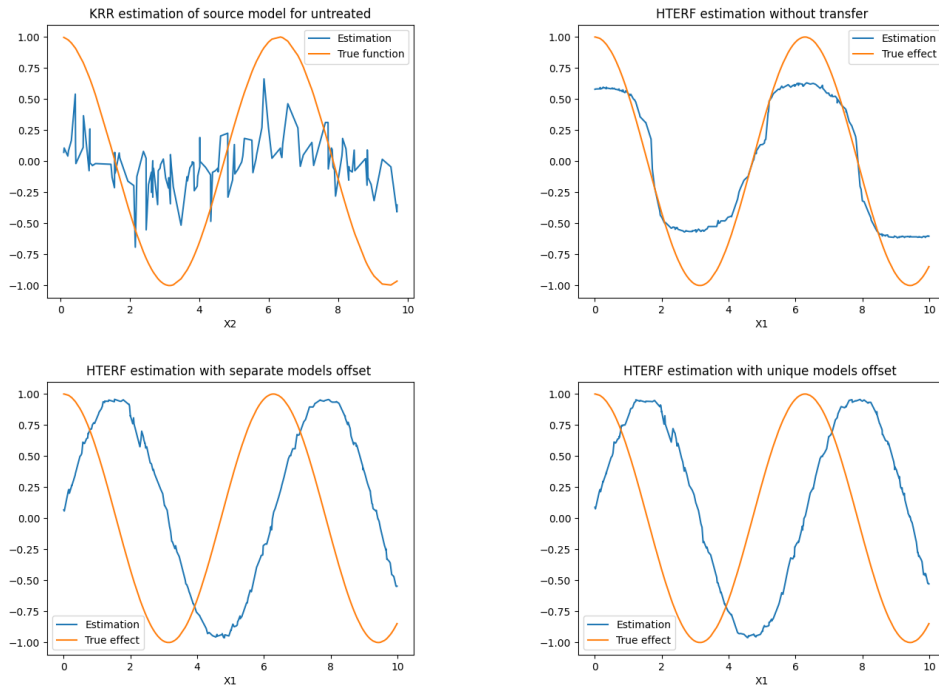 KRR estimation of source model for untreated
1.00
0.75
0.50
0.25
0.00
−0.25
−0.50
−0.75
−1.00
Estimation
True function
0 2 4 6 8 10
X2
HTERF estimation without transfer
1.00
0.75
0.50
0.25
0.00
−0.25
−0.50
−0.75
−1.00
Estimation
True effect
0 2 4 6 8 10
X1
HTERF estimation with separate models offset
1.00
0.75
0.50
0.25
0.00
−0.25
−0.50
−0.75
−1.00
Estimation
True effect
0 2 4 6 8 10
X1
HTERF estimation with unique models offset
1.00
0.75
0.50
0.25
0.00
−0.25
−0.50
−0.75
−1.00
Estimation
True effect
0 2 4 6 8 10
X1